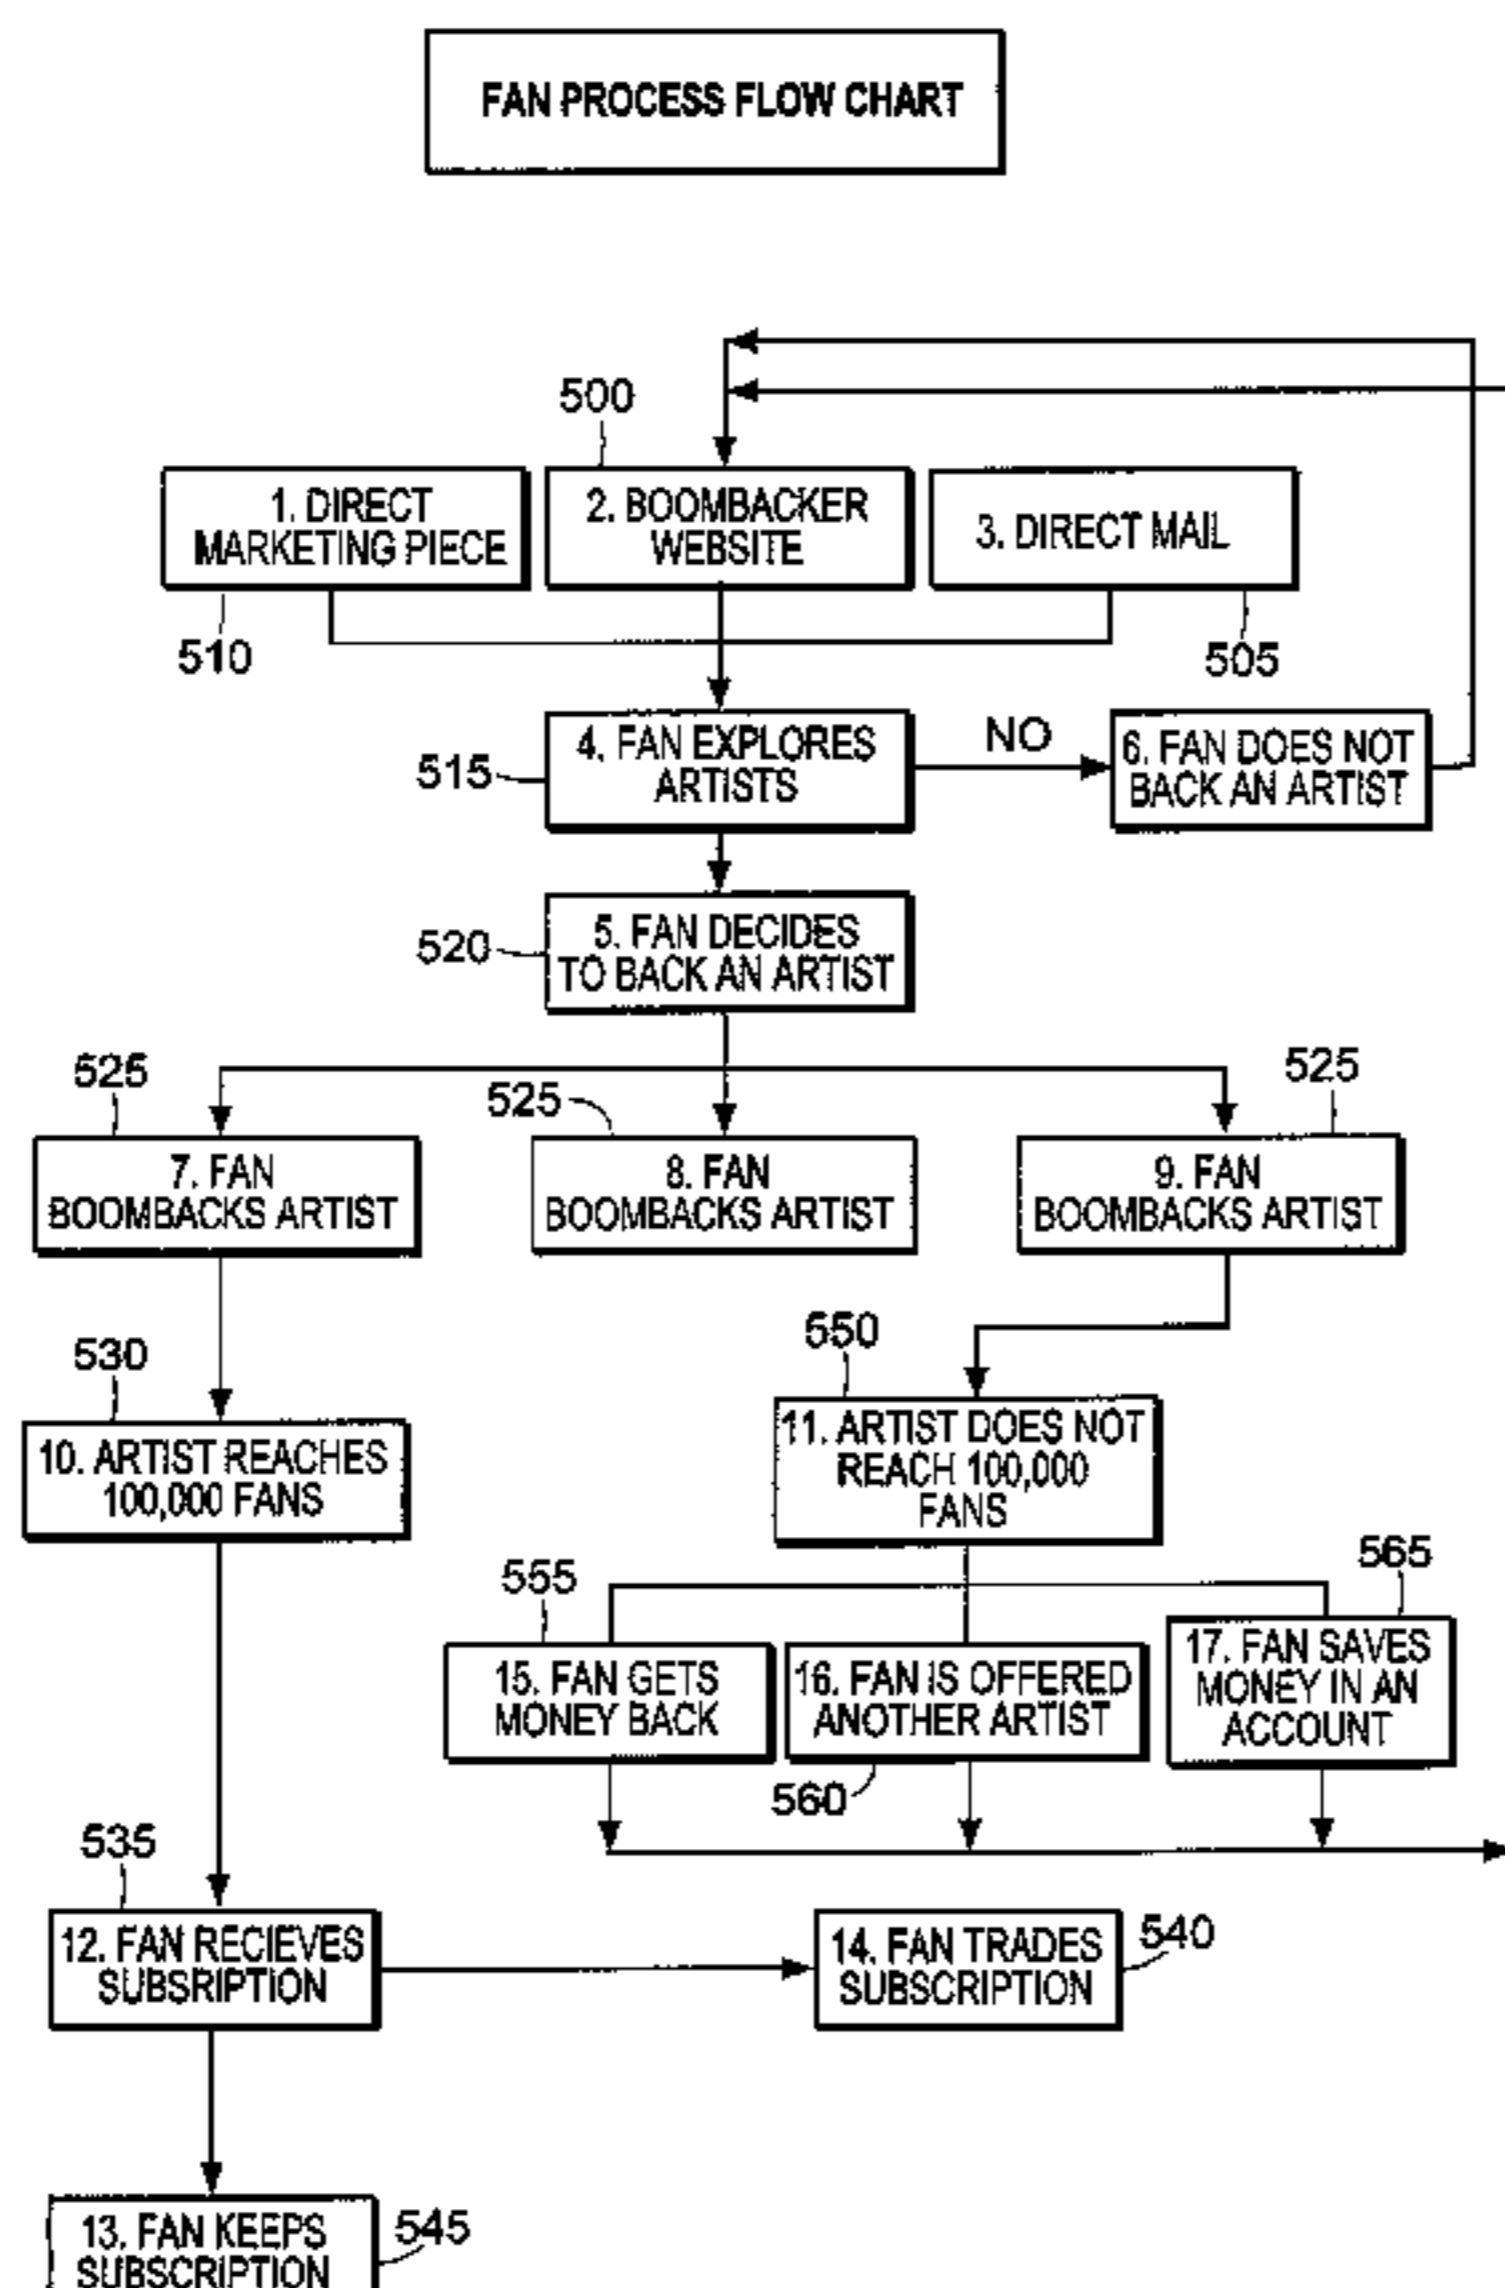 FAN PROCESS FLOW CHART
500
1. DIRECT
MARKETING PIECE
2. BOOMBACKER
WEBSITE
3. DIRECT MAIL
510
505
515
4. FAN EXPLORES
ARTISTS
NO
6. FAN DOES NOT
BACK AN ARTIST
520
5. FAN DECIDES
TO BACK AN ARTIST
525
525
525
7. FAN
BOOMBACKS ARTIST
8. FAN
BOOMBACKS ARTIST
9. FAN
BOOMBACKS ARTIST
530
550
10. ARTIST REACHES
100,000 FANS
11. ARTIST DOES NOT
REACH 100,000
FANS
555
565
15. FAN GETS
MONEY BACK
16. FAN IS OFFERED
ANOTHER ARTIST
17. FAN SAVES
MONEY IN AN
ACCOUNT
560
535
12. FAN RECIEVES
SUBSRIPTION
14. FAN TRADES
SUBSCRIPTION
540
13. FAN KEEPS
SUBSCRIPTION
545